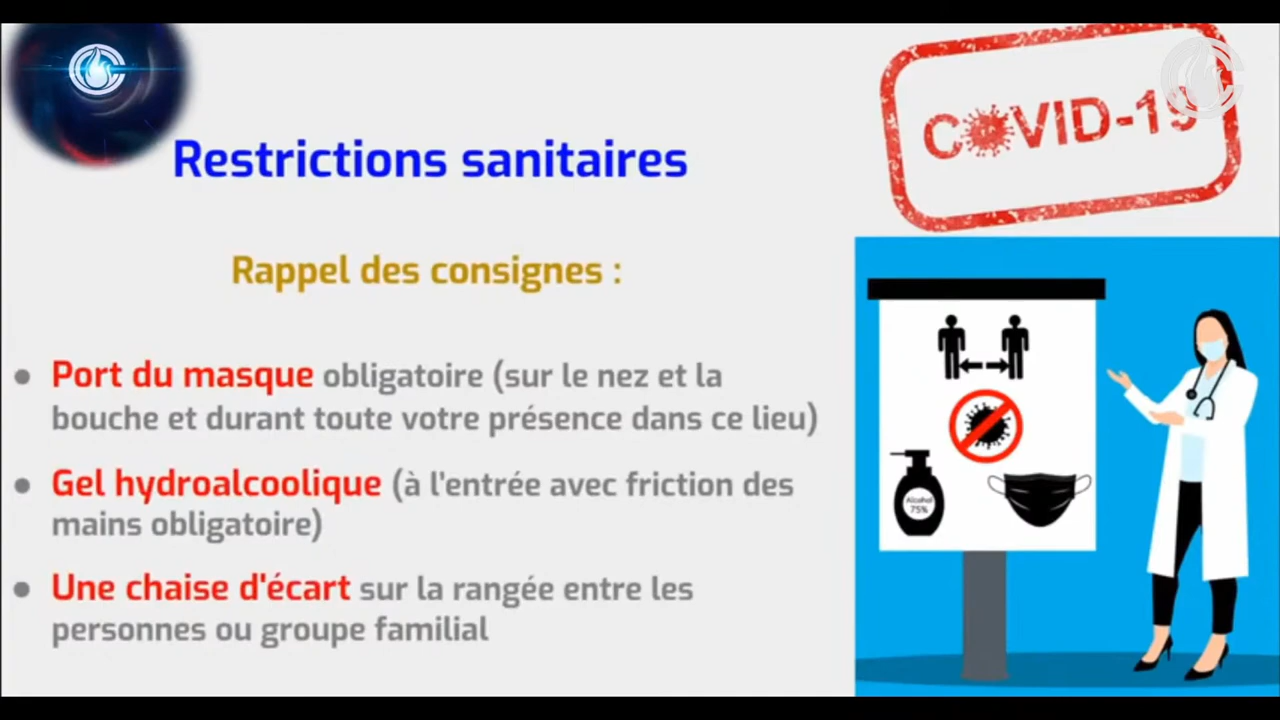 COVID-19
Restrictions sanitaires
Rappel des consignes :
● Port du masque obligatoire (sur le nez et la
bouche et durant toute votre présence dans ce lieu)
● Gel hydroalcoolique (à l'entrée avec friction des
mains obligatoire)
● Une chaise d'écart sur la rangée entre les
personnes ou groupe familial
Alcohol
75%